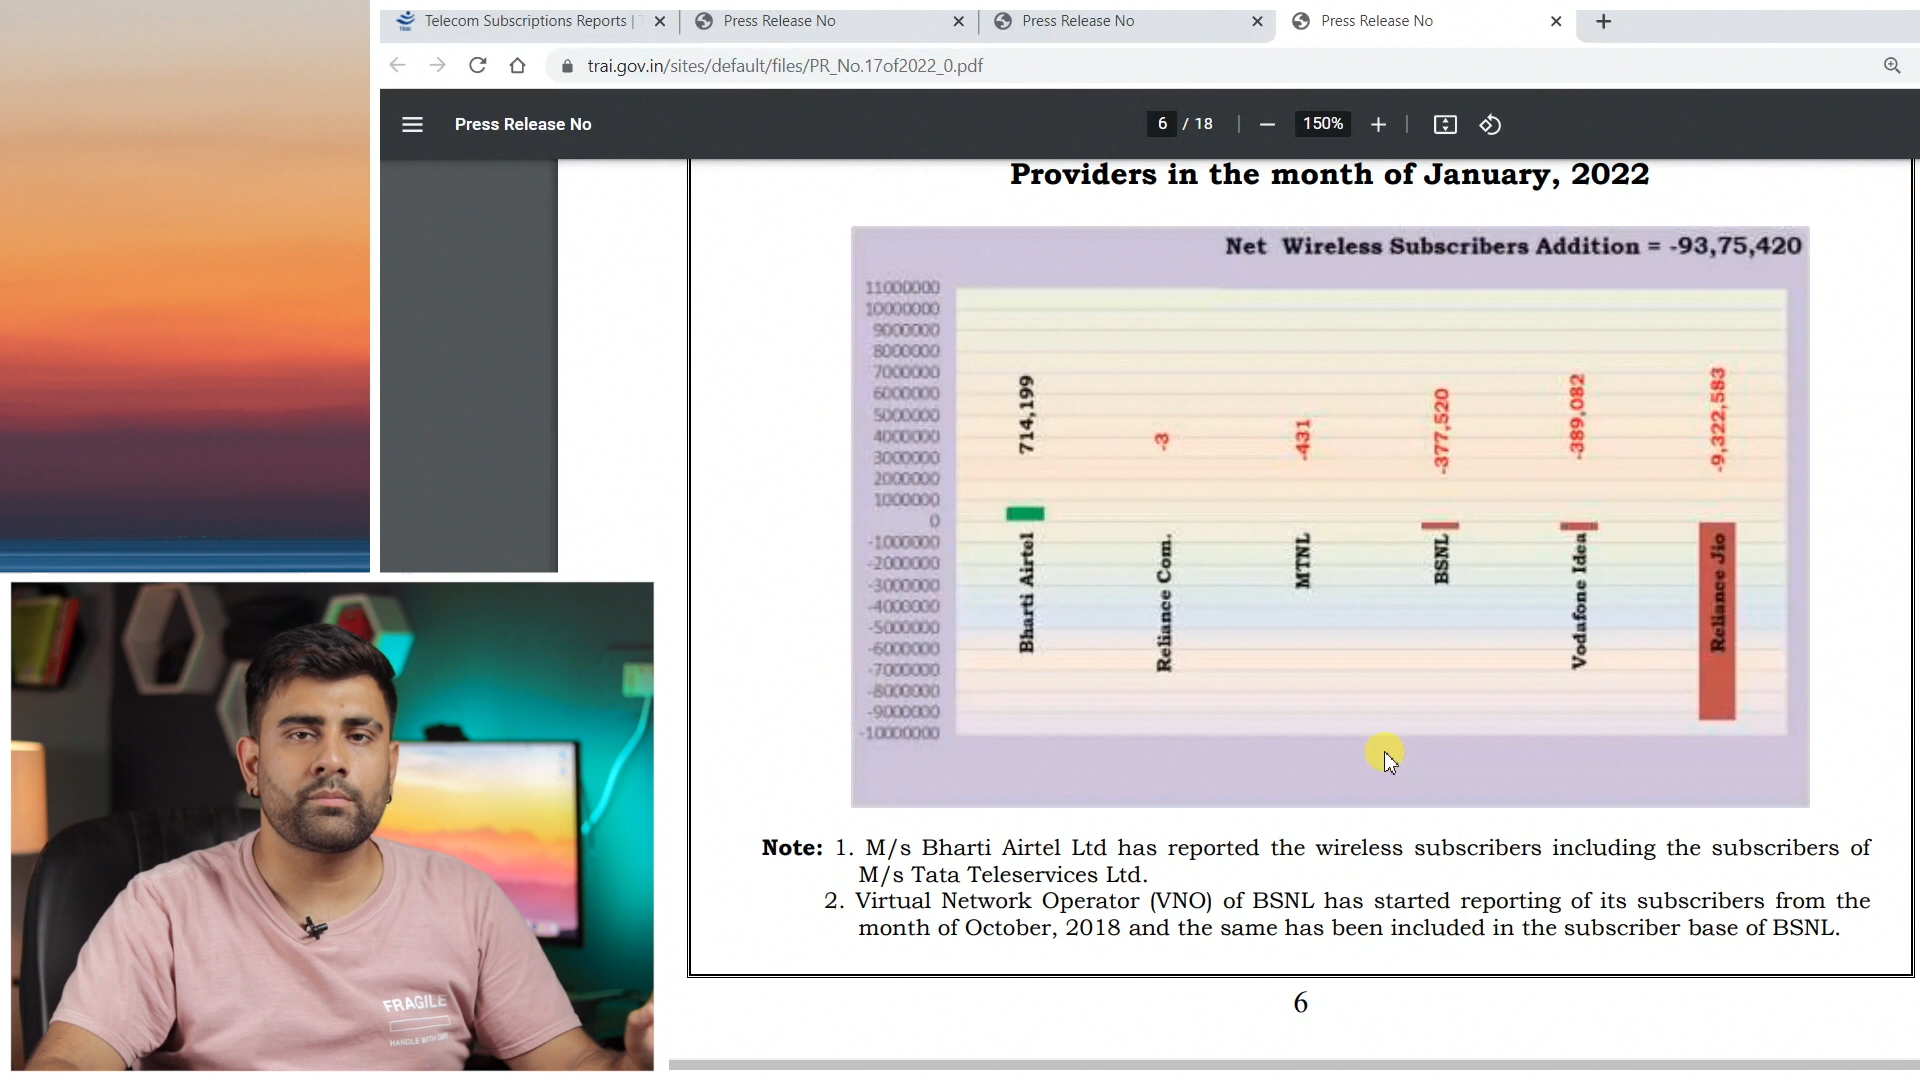 Telecom Subscriptions Reports |
Press Release No
Press Release No
Press Release No
trai.gov.in/sites/default/files/PR_No.17of2022_0.pdf
Press Release No
6 / 18
150%
Providers in the month of January, 2022
Net Wireless Subscribers Addition = -93,75,420
11000000
10000000
9000000
8000000
7000000
6000000
5000000
4000000
3000000
2000000
1000000
0
-1000000
-2000000
-3000000
-4000000
-5000000
-6000000
-7000000
-8000000
-9000000
-10000000
714,199
-3
-431
-377,520
-389,082
-9,322,583
Bharti Airtel
Reliance Com.
MTNL
BSNL
Vodafone Idea
Reliance Jio
Note: 1. M/s Bharti Airtel Ltd has reported the wireless subscribers including the subscribers of
M/s Tata Teleservices Ltd.
2. Virtual Network Operator (VNO) of BSNL has started reporting of its subscribers from the
month of October, 2018 and the same has been included in the subscriber base of BSNL.
6
FRAGILE
HANDLE WITH CARE